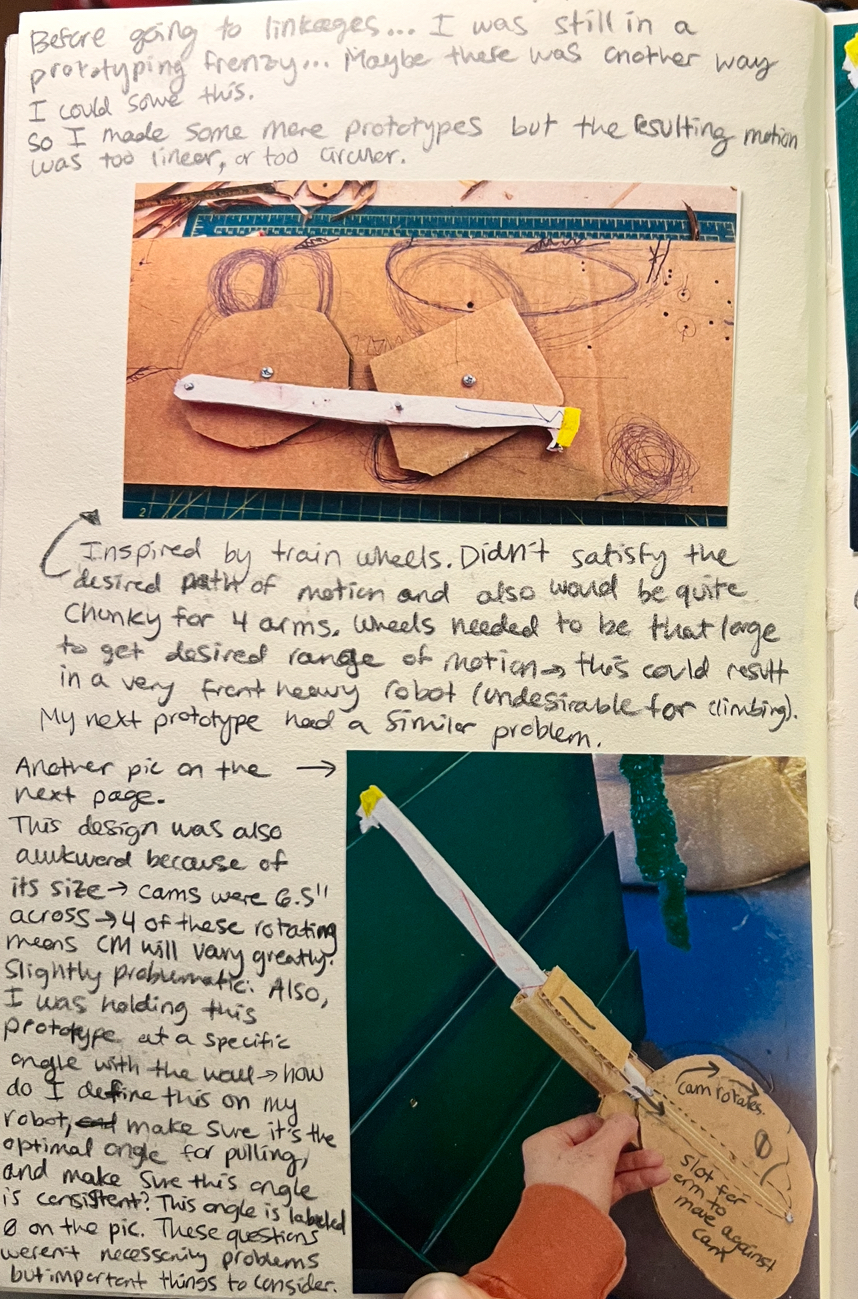 Before going to linkages... I was still in a
prototyping frenzy... Maybe there was another way
I could solve this.
So I made some more prototypes but the resulting motion
was too linear, or too circular.
2
Inspired by train wheels. Didn't satisfy the
desired path of motion and also would be quite
Chunky for 4 arms. Wheels needed to be that large
to get desired range of motion → this could result
in a very front heavy robot (undesirable for climbing).
My next prototype had a similar problem.
Another pic on the →
next page.
This design was also
awkward because of
its size → cams were 6.5"
across → 4 of these rotating
means CM will vary greatly.
Slightly problematic. Also,
I was holding this
prototype at a specific
angle with the wall → how
do I define this on my
robot, and make sure it's the
optimal angle for pulling,
and make sure this angle
is consistent? This angle is labeled
θ on the pic. These questions
weren't necessarily problems
but important things to consider.
cam rotates
θ
slot for
arm to
move against
cam